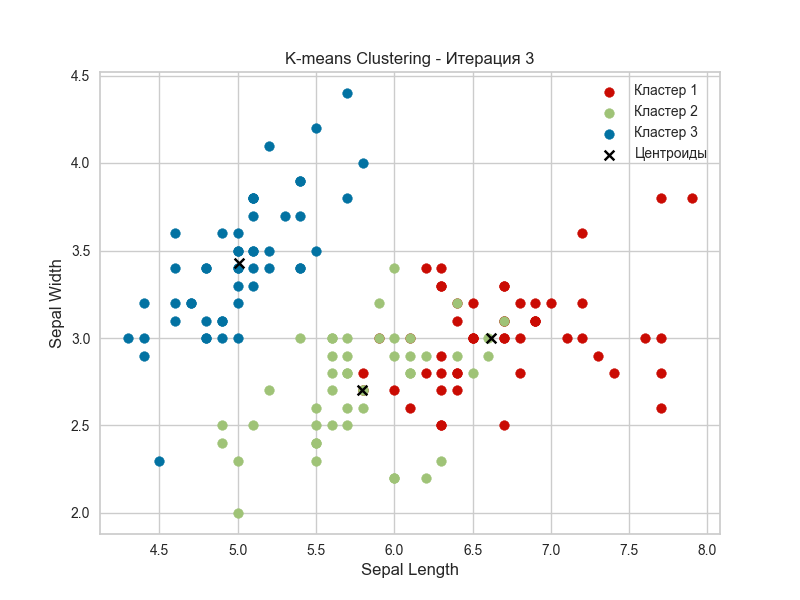 K-means Clustering - Итерация 3
Кластер 1
Кластер 2
Кластер 3
Центроиды
Sepal Width
4.5
4.0
3.5
3.0
2.5
2.0
4.5 5.0 5.5 6.0 6.5 7.0 7.5 8.0
Sepal Length